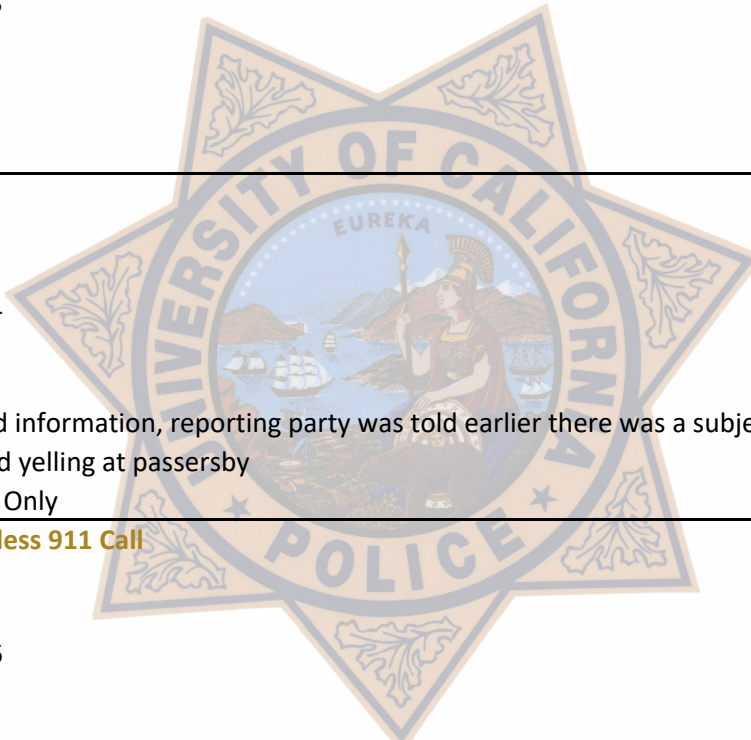 UNIVERSITY OF CALIFORNIA
EUREKA
d information, reporting party was told earlier there was a subje
d yelling at passersby
Only
less 911 Call
POLICE